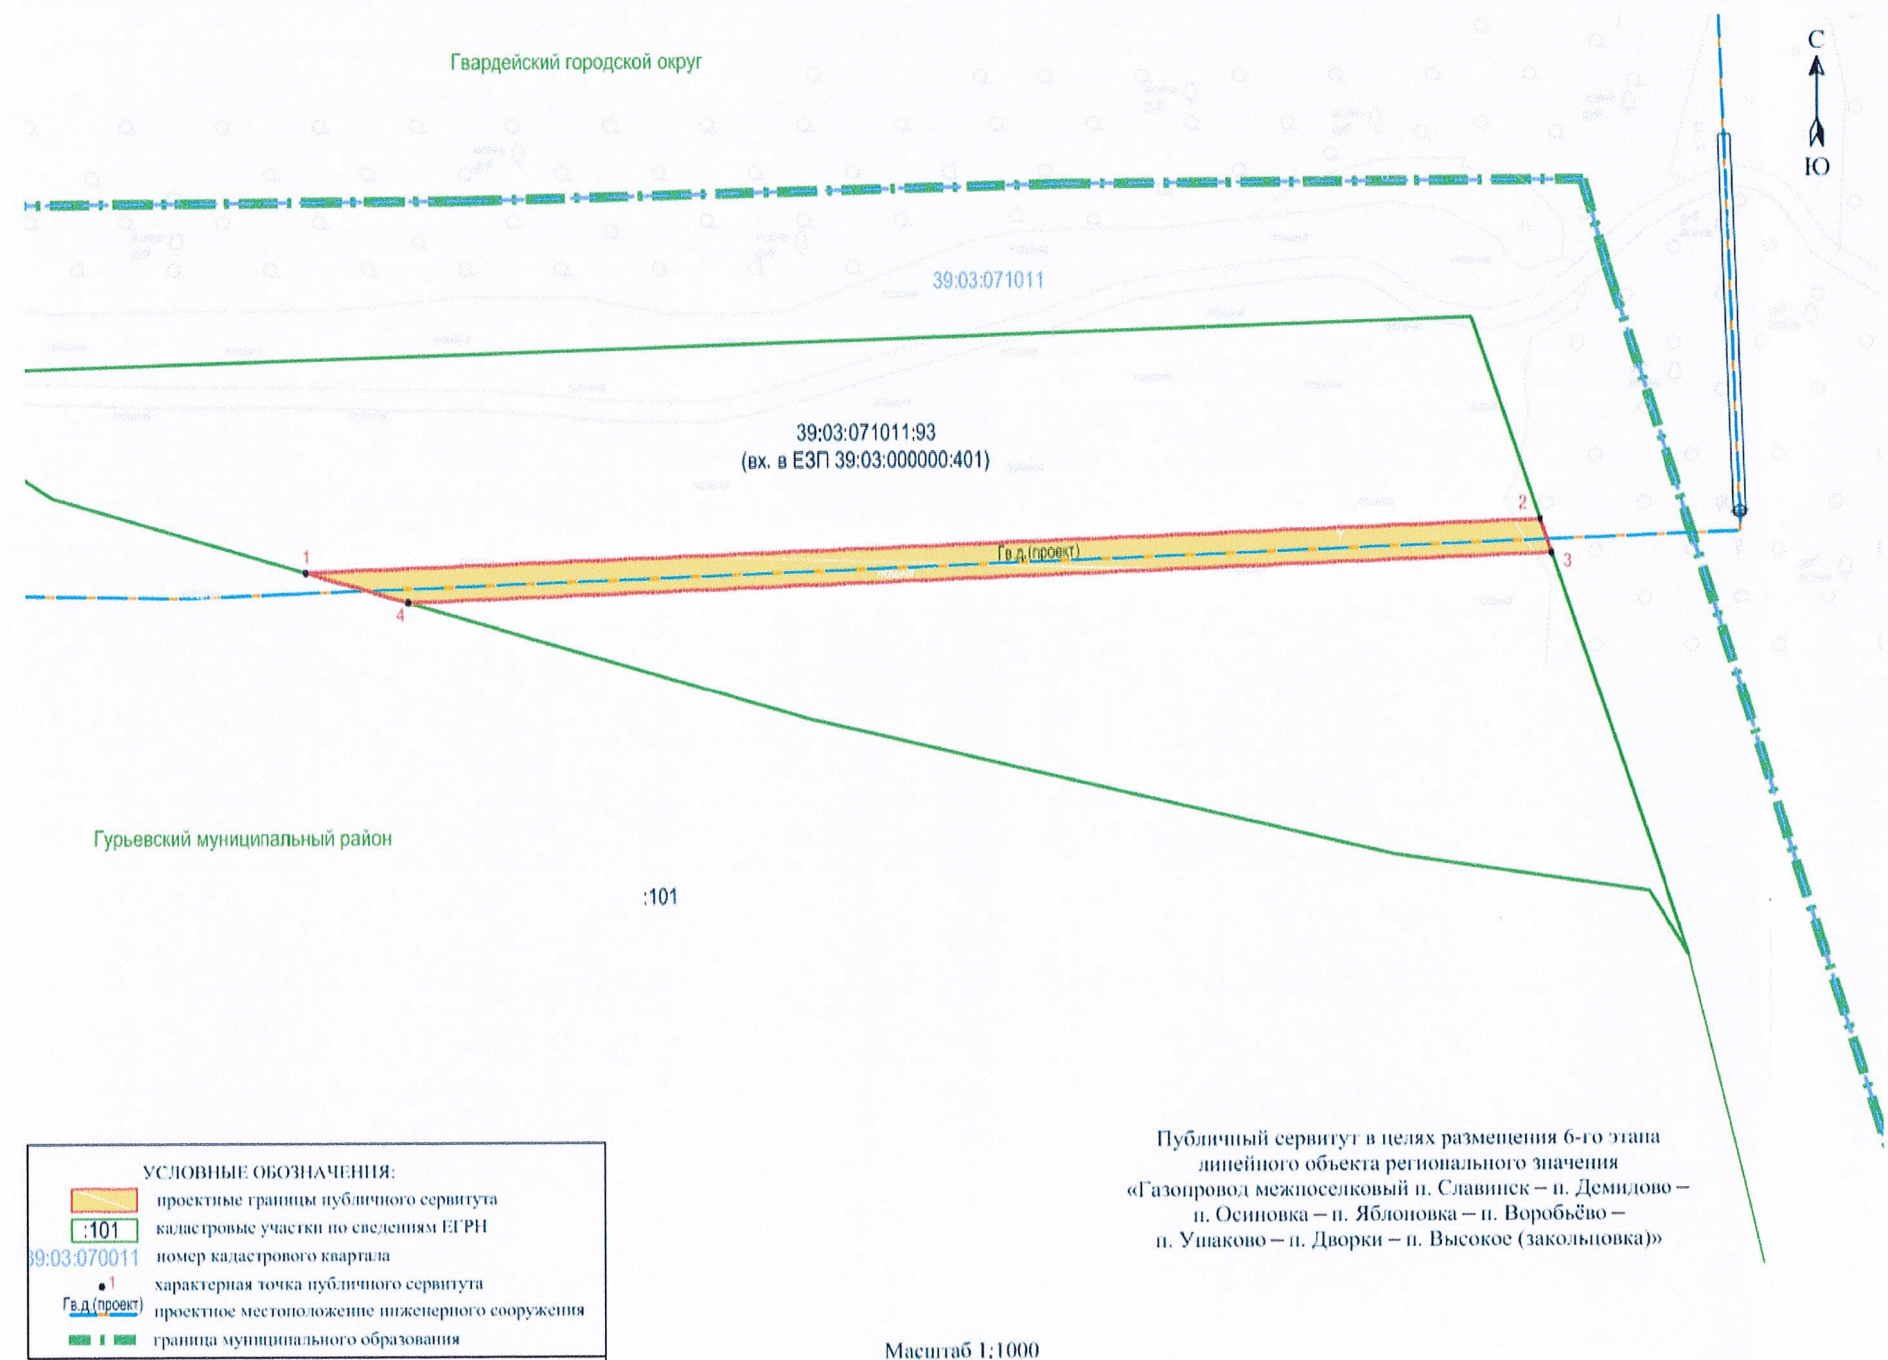 Гвардейский городской округ
С
Ю
39:03:071011
39:03:071011:93
(вх. в ЕЗП 39:03:000000:401)
2
1
Гв.д.(проект)
3
4
Гурьевский муниципальный район
:101
Публичный сервитут в целях размещения 6-го этапа
линейного объекта регионального значения
«Газопровод межпоселковый п. Славинск – п. Демидово –
п. Осиновка – п. Яблоновка – п. Воробьёво –
п. Ушаково – п. Дворки – п. Высокое (закольцовка)»
УСЛОВНЫЕ ОБОЗНАЧЕНИЯ:
проектные границы публичного сервитута
:101 кадастровые участки по сведениям ЕГРН
39:03:070011 номер кадастрового квартала
1 характерная точка публичного сервитута
Гв.д.(проект) проектное местоположение инженерного сооружения
граница муниципального образования
Масштаб 1:1000